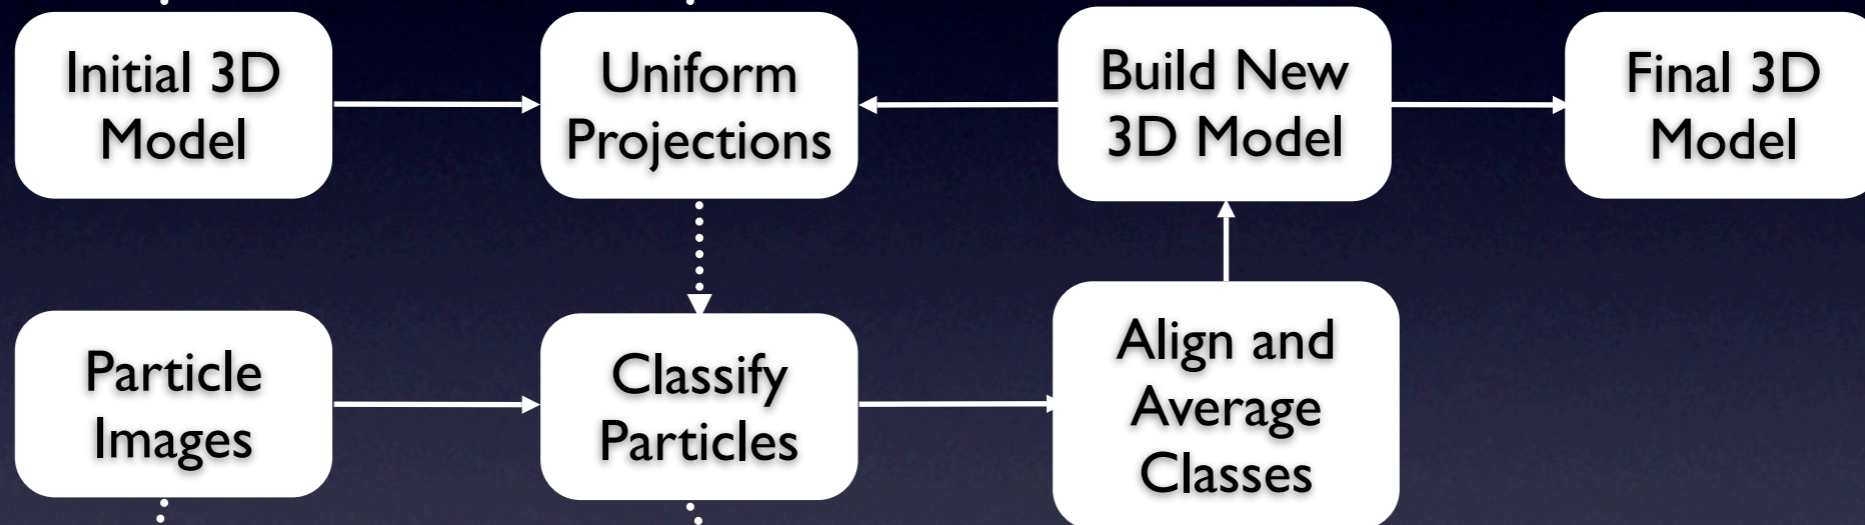 Initial 3D
Model
Uniform
Projections
Build New
3D Model
Final 3D
Model
Particle
Images
Classify
Particles
Align and
Average
Classes